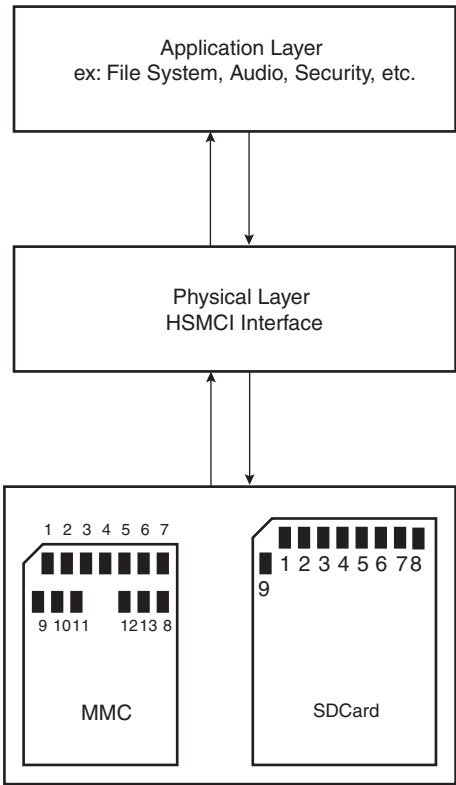 Application Layer
ex: File System, Audio, Security, etc.
Physical Layer
HSMCI Interface
1 2 3 4 5 6 7
9 10 11 12 13 8
MMC
1 2 3 4 5 6 7 8
9
SDCard